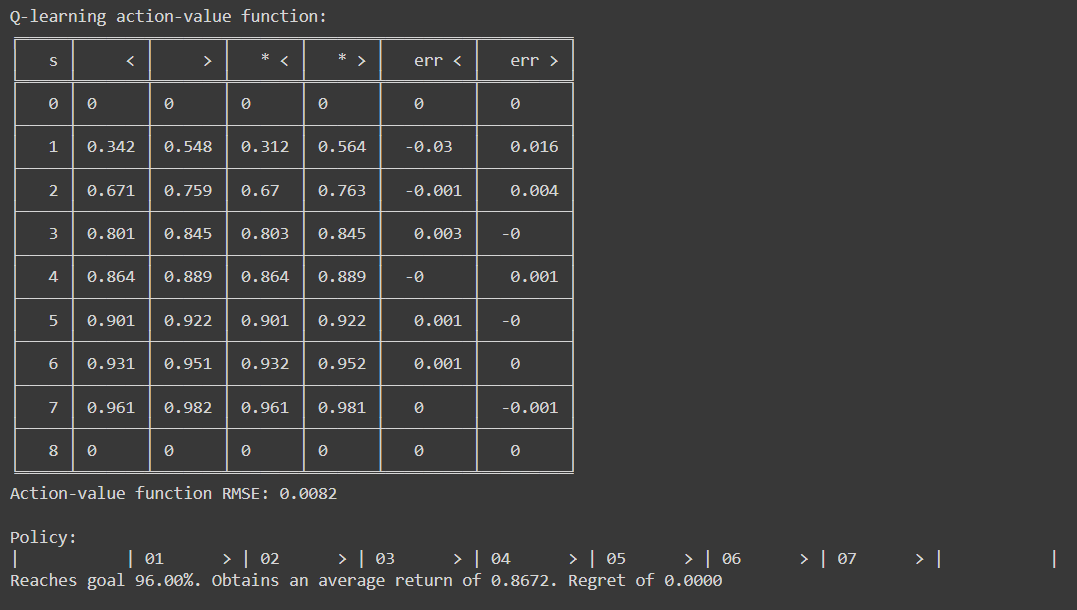 Q-learning action-value function:
s < > * < * > err < err >
0 0 0 0 0 0 0
1 0.342 0.548 0.312 0.564 -0.03 0.016
2 0.671 0.759 0.67 0.763 -0.001 0.004
3 0.801 0.845 0.803 0.845 0.003 -0
4 0.864 0.889 0.864 0.889 -0 0.001
5 0.901 0.922 0.901 0.922 0.001 -0
6 0.931 0.951 0.932 0.952 0.001 0
7 0.961 0.982 0.961 0.981 0 -0.001
8 0 0 0 0 0 0
Action-value function RMSE: 0.0082
Policy:
| | 01 > | 02 > | 03 > | 04 > | 05 > | 06 > | 07 > | |
Reaches goal 96.00%. Obtains an average return of 0.8672. Regret of 0.0000